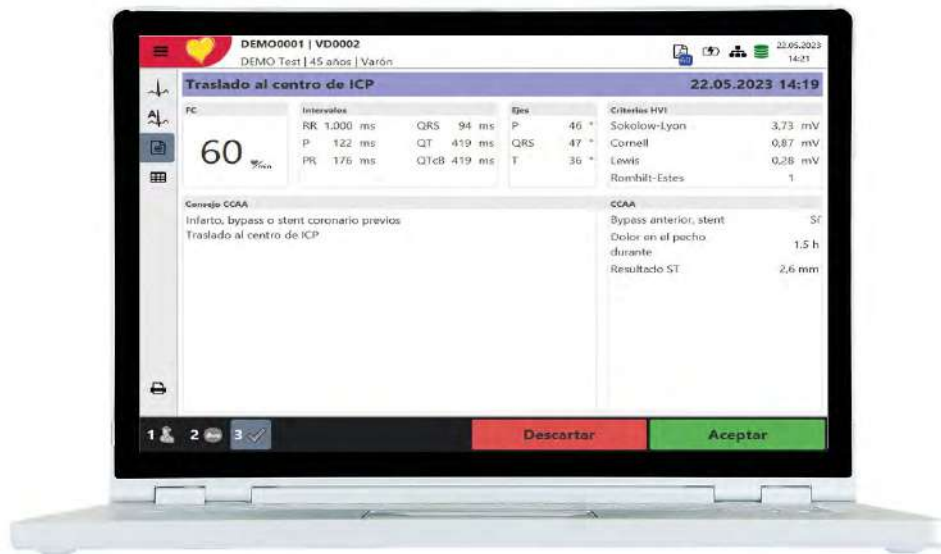 DEMO0001 | VD0002
DEMO Test | 45 años | Varón
22.05.2023
14:21
Traslado al centro de ICP 22.05.2023 14:19
FC
60
Intervalos
RR 1.000 ms QRS 94 ms
P 122 ms QT 419 ms
PR 176 ms QTcB 419 ms
Ejes
P 46 °
QRS 47 °
T 36 °
Criterios HVI
Sokolow-Lyon 3,73 mV
Cornell 0,87 mV
Lewis 0,28 mV
Romhilt-Estes 1
Consejo CCAA
Infarto, bypass o stent coronario previos
Traslado al centro de ICP
CCAA
Bypass anterior, stent Sí
Dolor en el pecho
durante 1.5 h
Resultado ST 2,6 mm
1 2 3
Descartar Aceptar